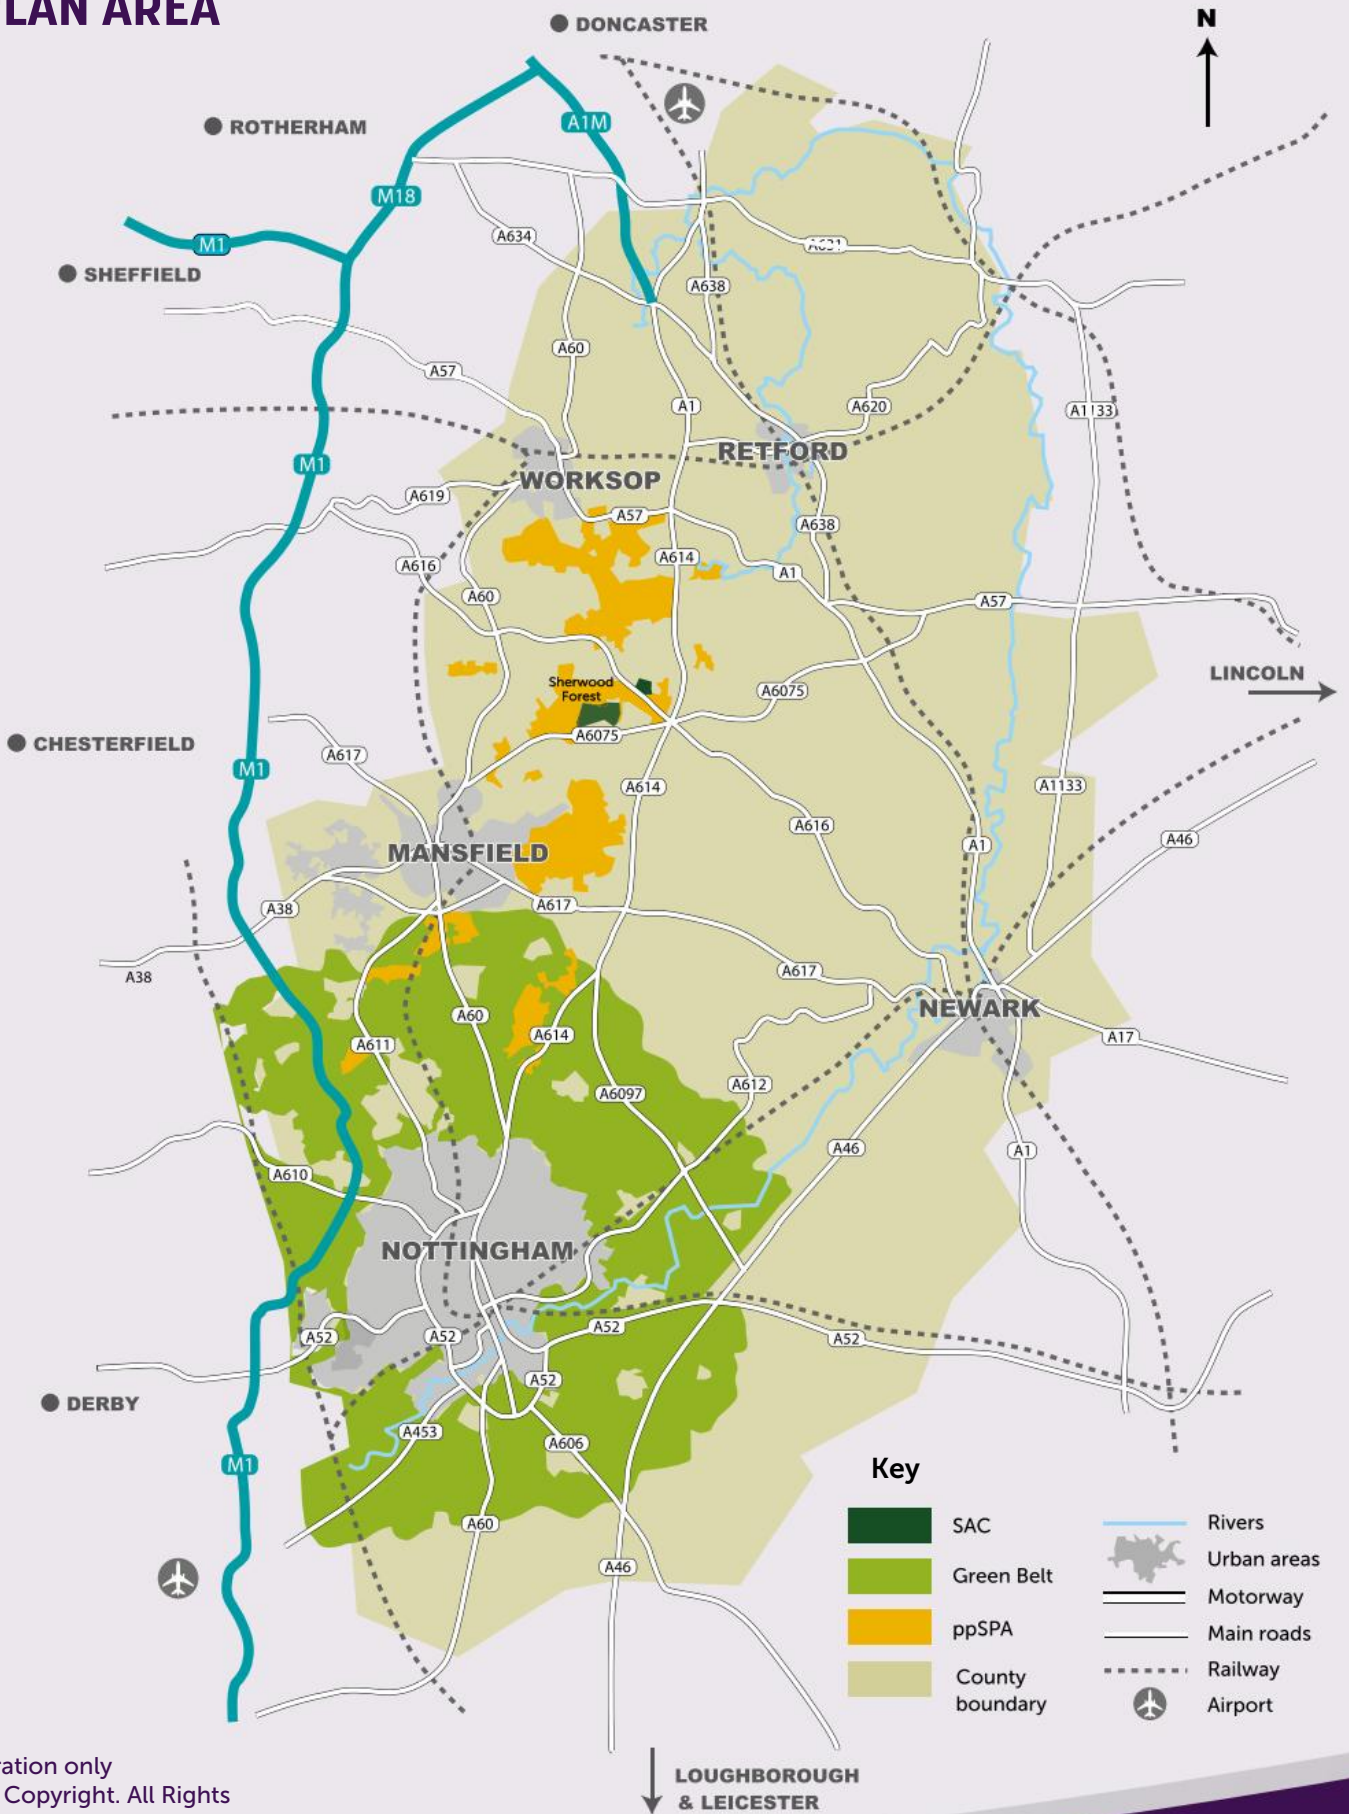 LAN AREA
DONCASTER
N
ROTHERHAM
A1M
M18
A634
M1
A631
SHEFFIELD
A638
A60
A57
A1
A620
A1133
RETFORD
M1
WORKSOP
A619
A57
A638
A614
A616
A1
A60
A57
LINCOLN
Sherwood
Forest
A6075
A6075
CHESTERFIELD
A617
M1
A614
A1133
A616
A46
A1
MANSFIELD
A617
A38
A617
A38
NEWARK
A60
A614
A611
A17
A612
A6097
A46
A1
A610
NOTTINGHAM
A52
A52
A52
A52
A52
DERBY
A453
A606
M1
A60
A46
Key
SAC
Green Belt
ppSPA
County
boundary
Rivers
Urban areas
Motorway
Main roads
Railway
Airport
ation only
Copyright. All Rights
LOUGHBOROUGH
& LEICESTER